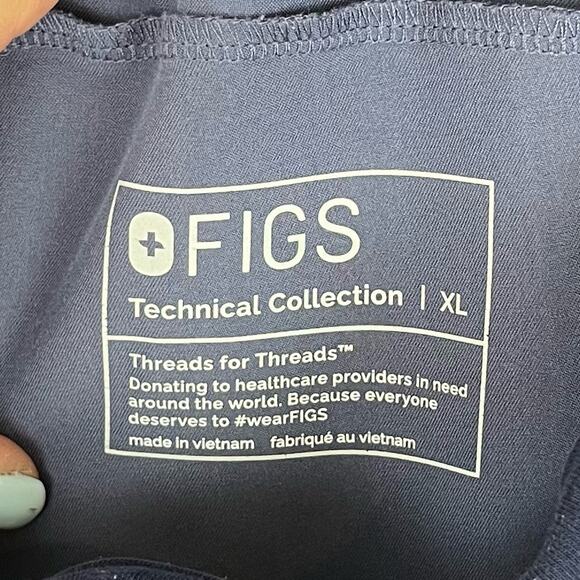 FIGS
Technical Collection | XL
Threads for Threads™
Donating to healthcare providers in need
around the world. Because everyone
deserves to #wearFIGS
made in vietnam fabriqué au vietnam